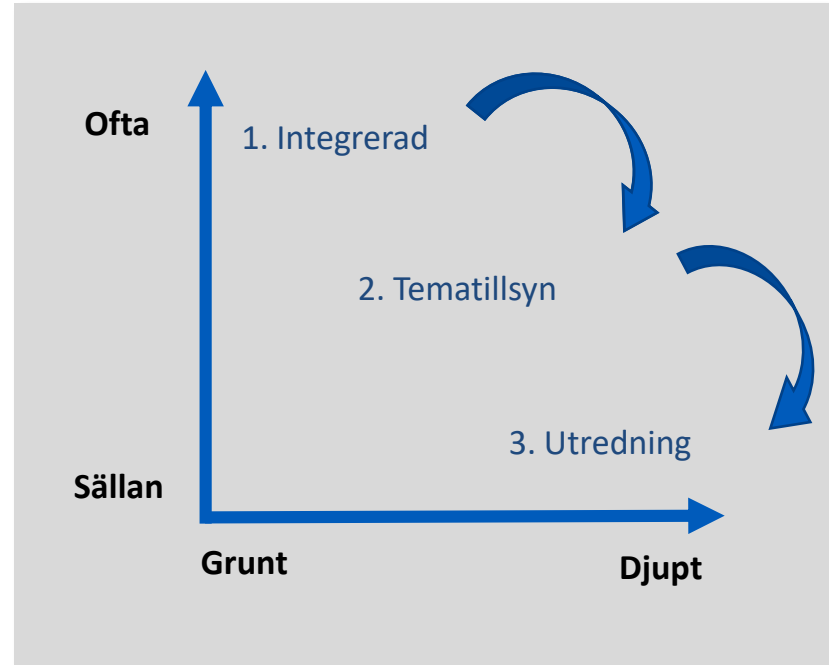 Ofta
1. Integrerad
2. Tematillsyn
3. Utredning
Sällan
Grunt
Djupt